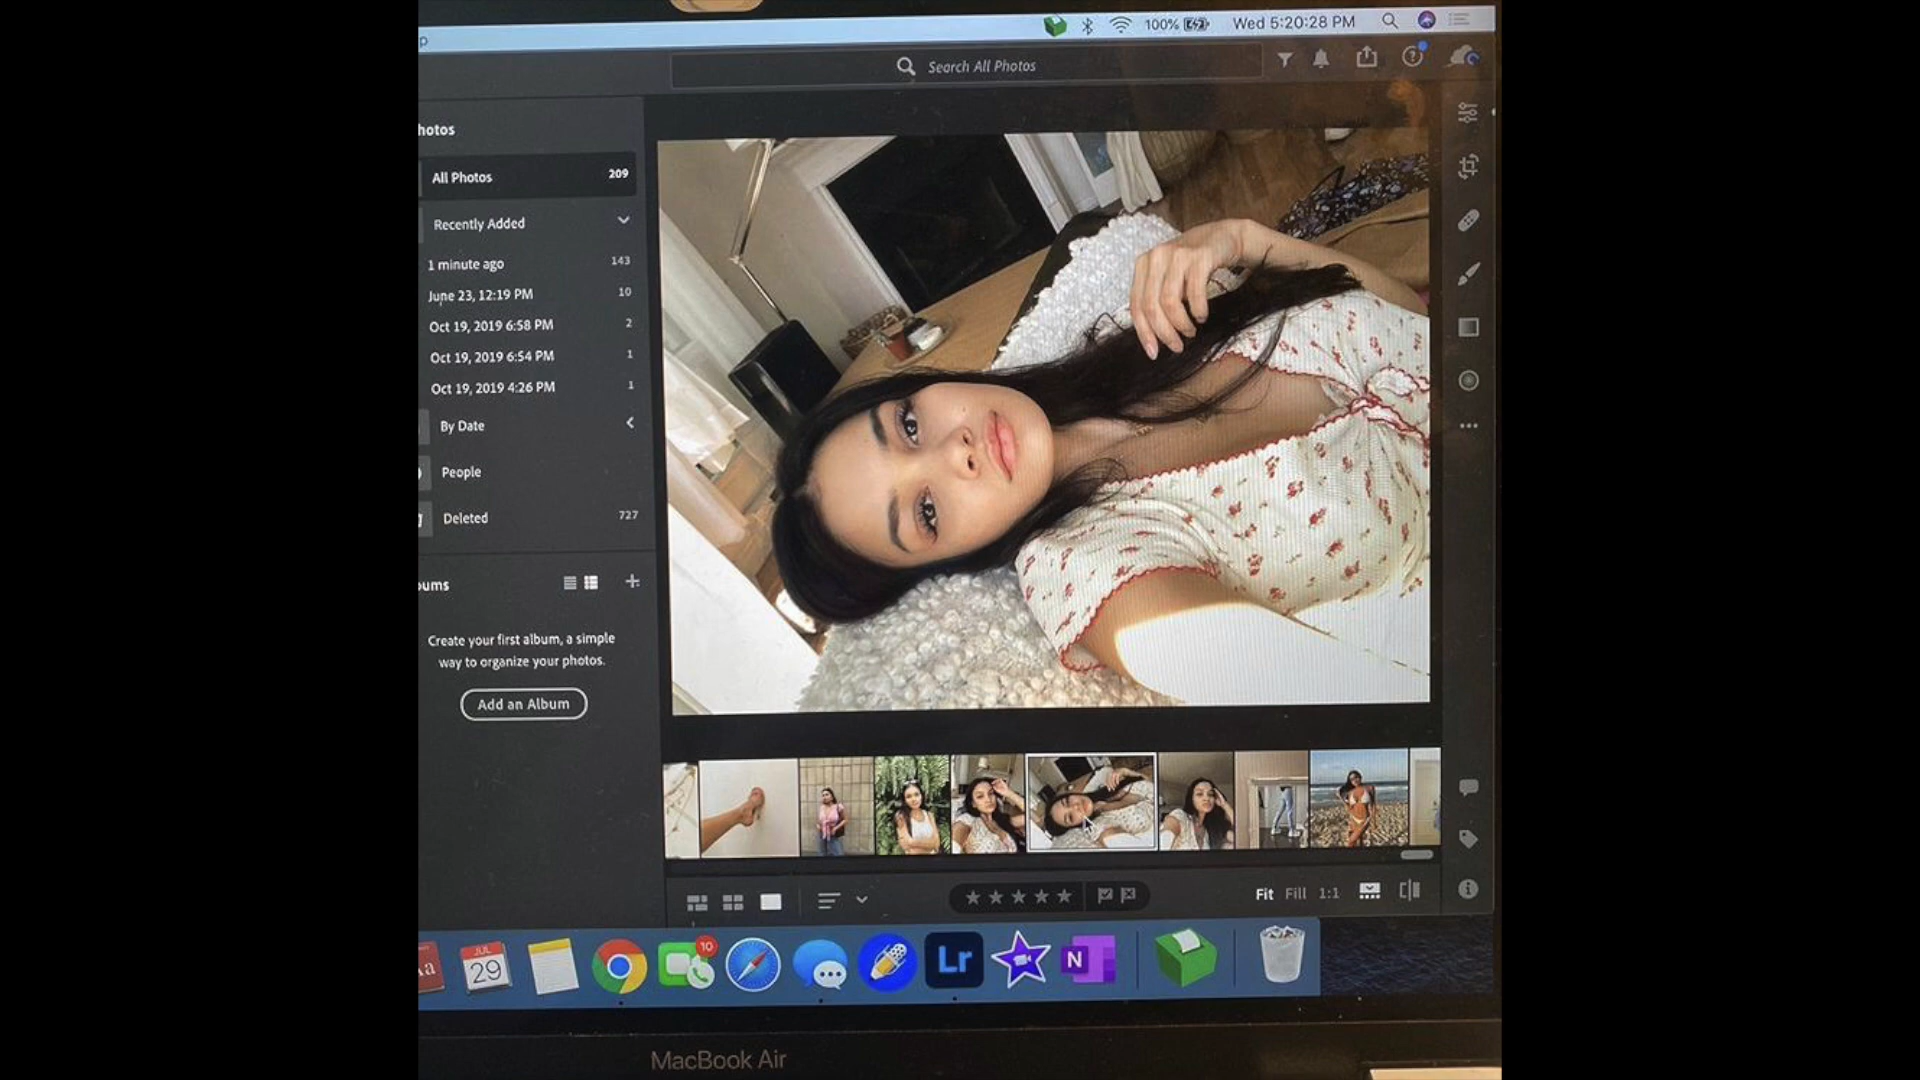 p
100%
Wed 5:20:28 PM
Search All Photos
hotos
All Photos 209
Recently Added
1 minute ago 143
June 23, 12:19 PM 10
Oct 19, 2019 6:58 PM 2
Oct 19, 2019 6:54 PM 1
Oct 19, 2019 4:26 PM 1
By Date
People
Deleted 727
ums
Create your first album, a simple
way to organize your photos.
Add an Album
Fit Fill 1:1
Aa
JUL
29
10
Lr
N
MacBook Air